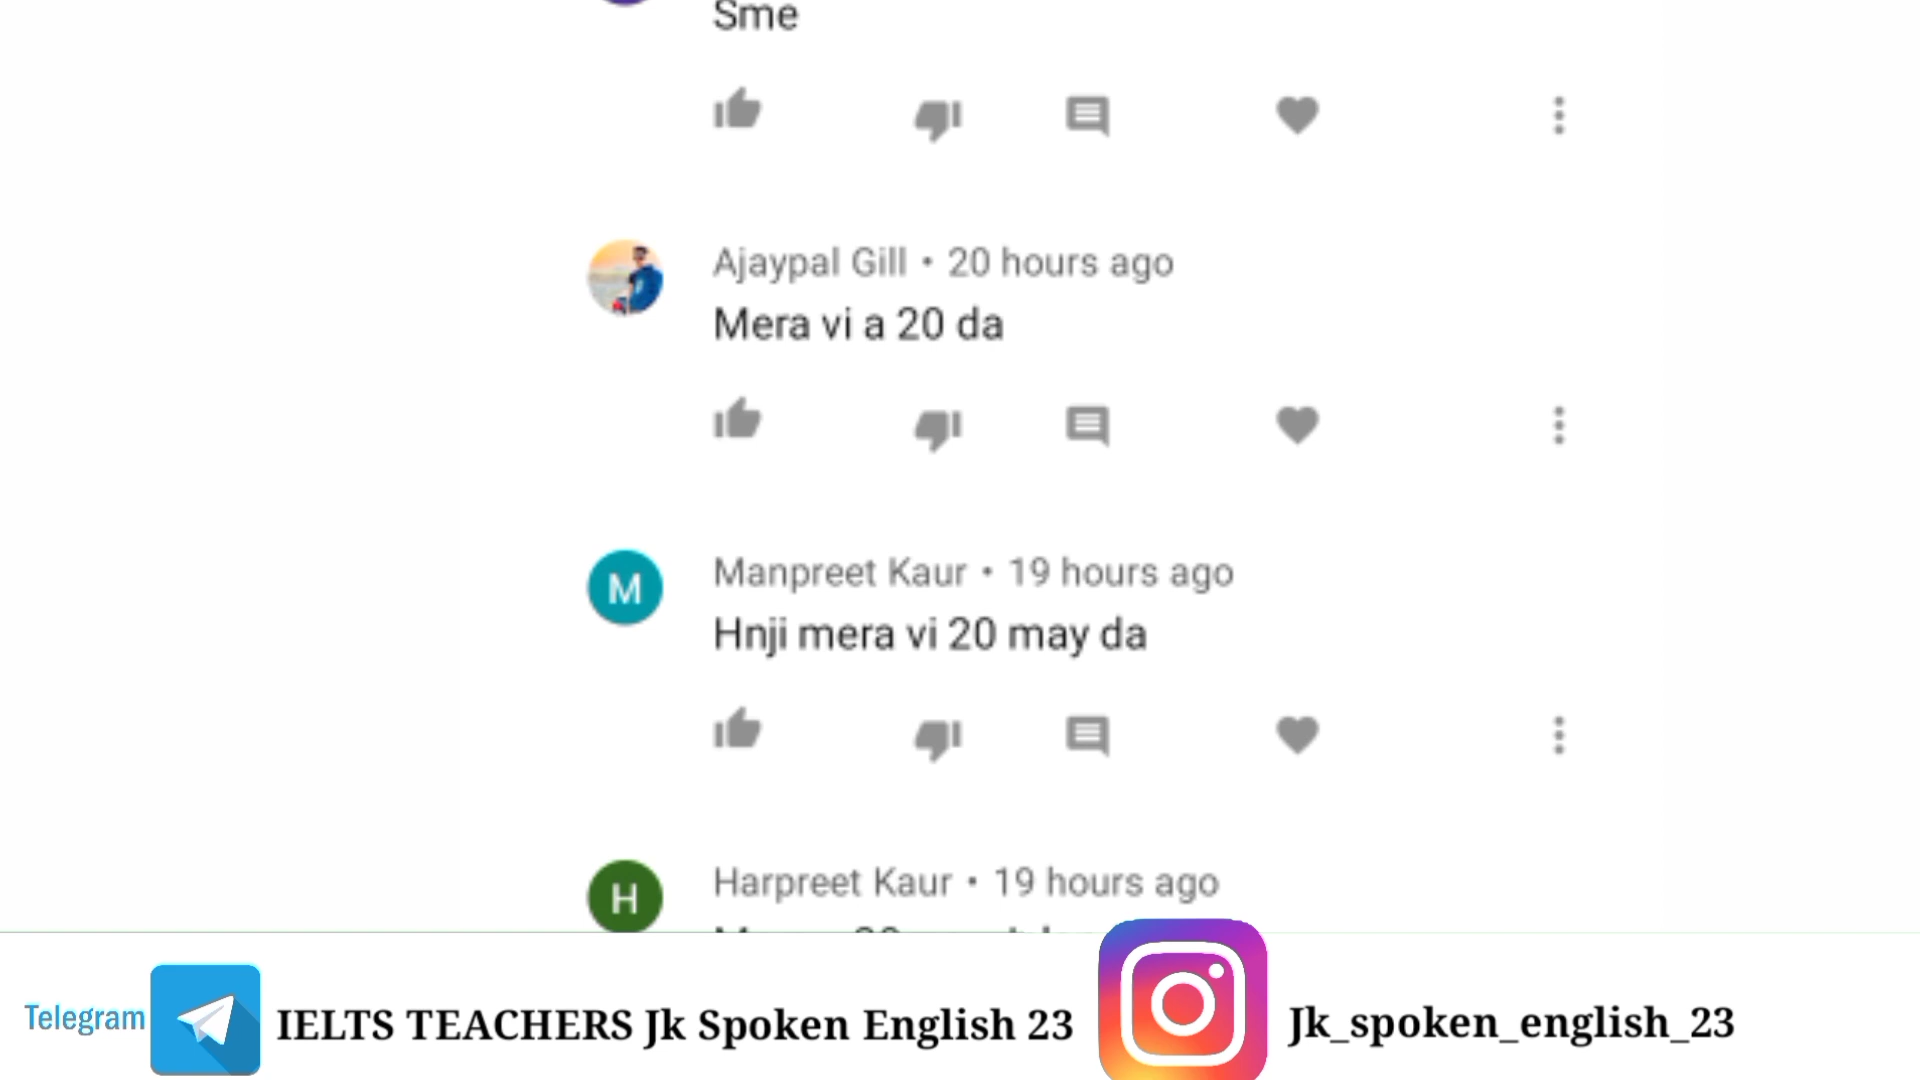 Sme
Ajaypal Gill • 20 hours ago
Mera vi a 20 da
M
Manpreet Kaur • 19 hours ago
Hnji mera vi 20 may da
H
Harpreet Kaur • 19 hours ago
Telegram
IELTS TEACHERS Jk Spoken English 23
Jk_spoken_english_23